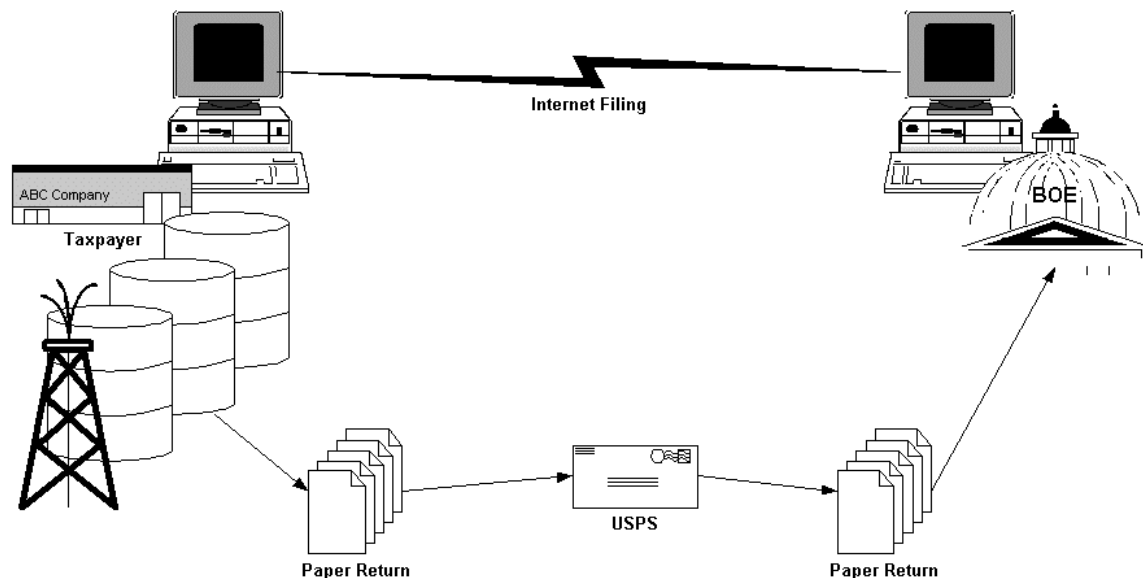 Internet Filing
ABC Company
BOE
Taxpayer
USPS
Paper Return
Paper Return